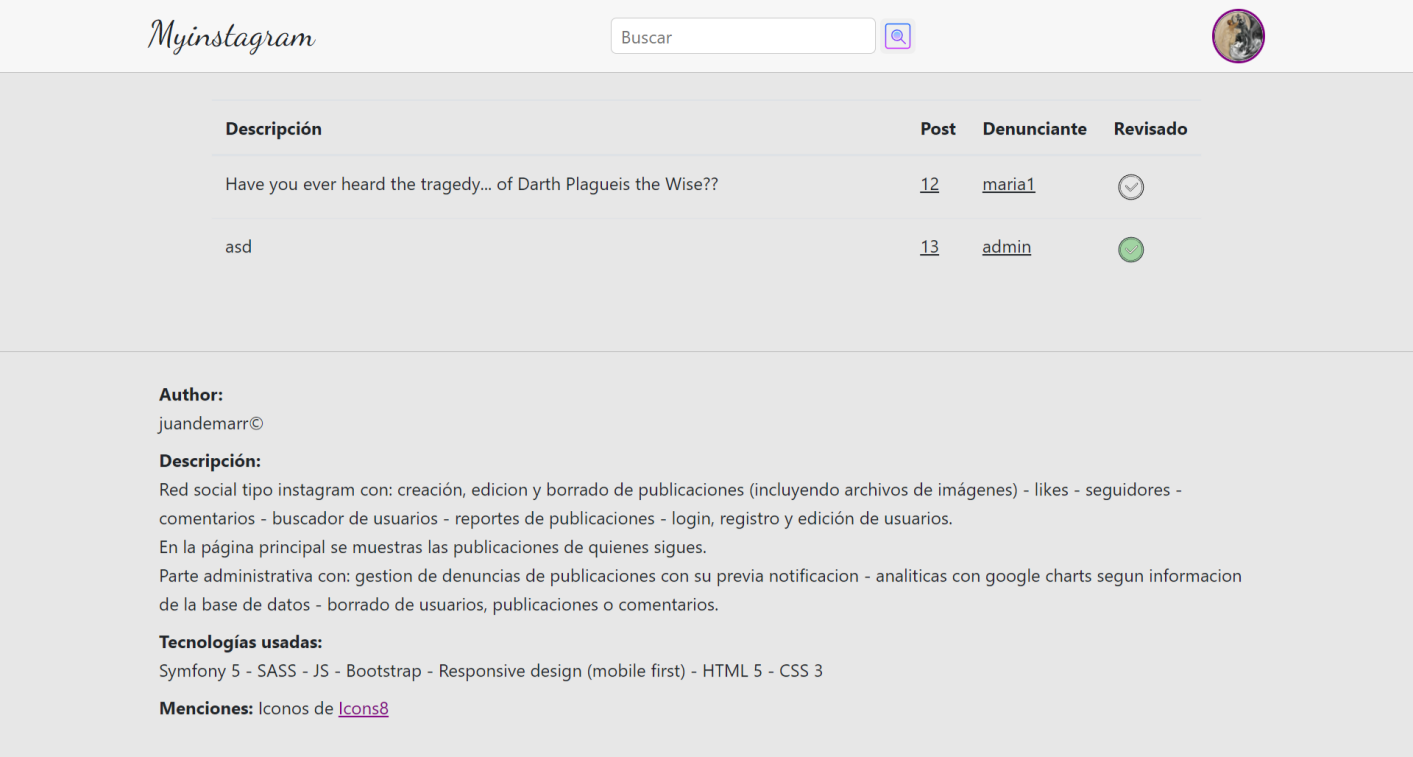 Myinstagram
Buscar
Descripción Post Denunciante Revisado
Have you ever heard the tragedy... of Darth Plagueis the Wise?? 12 maria1
asd 13 admin
Author:
juandemarr©
Descripción:
Red social tipo instagram con: creación, edicion y borrado de publicaciones (incluyendo archivos de imágenes) - likes - seguidores -
comentarios - buscador de usuarios - reportes de publicaciones - login, registro y edición de usuarios.
En la página principal se muestras las publicaciones de quienes sigues.
Parte administrativa con: gestion de denuncias de publicaciones con su previa notificacion - analiticas con google charts segun informacion
de la base de datos - borrado de usuarios, publicaciones o comentarios.
Tecnologías usadas:
Symfony 5 - SASS - JS - Bootstrap - Responsive design (mobile first) - HTML 5 - CSS 3
Menciones: Iconos de Icons8